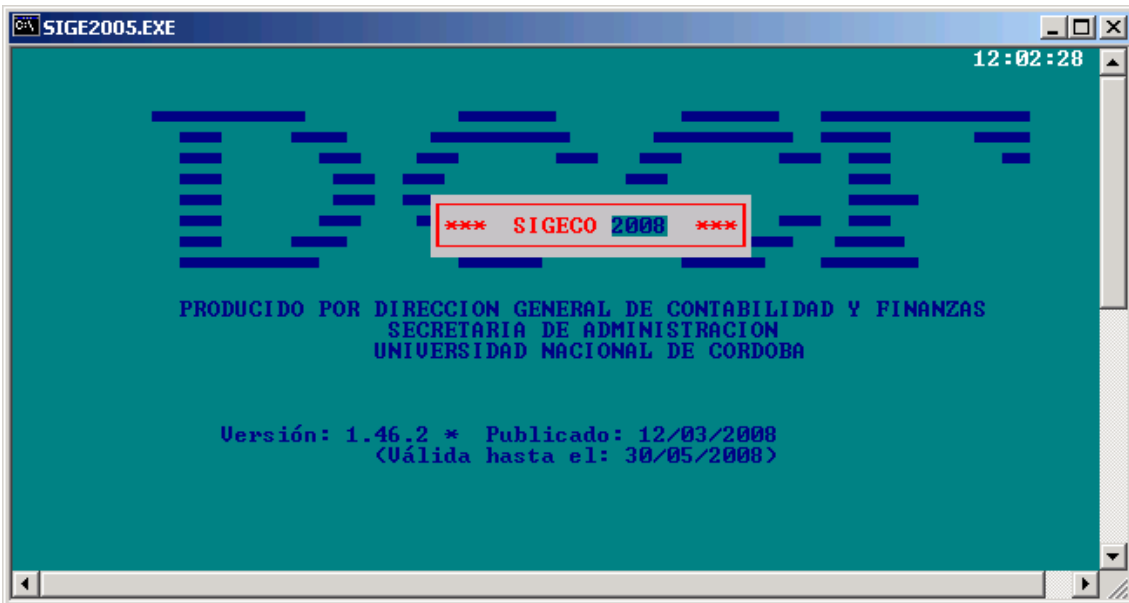 SIGE2005.EXE
12:02:28
DCCF
*** SIGECO 2008 ***
PRODUCIDO POR DIRECCION GENERAL DE CONTABILIDAD Y FINANZAS
SECRETARIA DE ADMINISTRACION
UNIVERSIDAD NACIONAL DE CORDOBA
Versión: 1.46.2 * Publicado: 12/03/2008
(Válida hasta el: 30/05/2008)